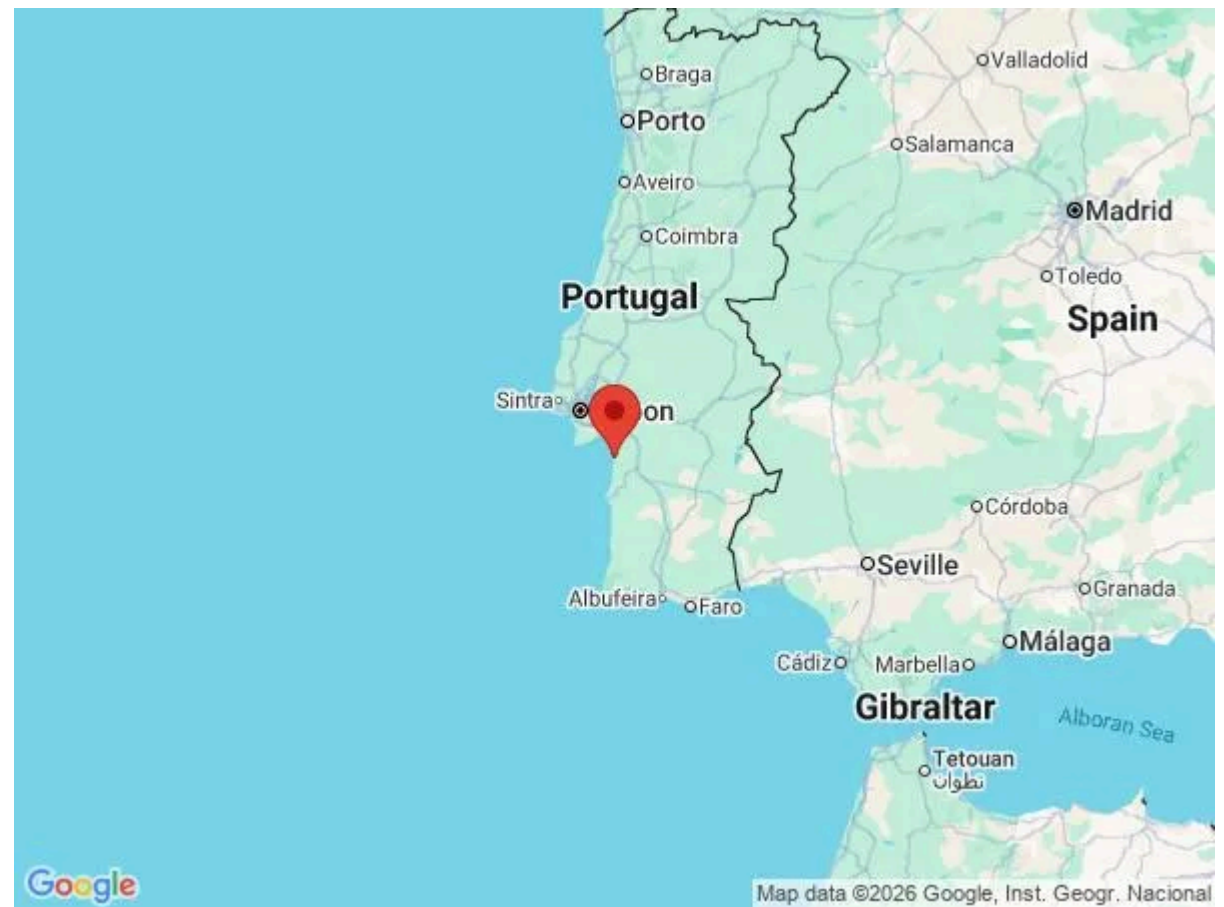 Braga
Valladolid
Porto
Salamanca
Aveiro
Madrid
Coimbra
Toledo
Portugal
Spain
Sintra
on
Córdoba
Seville
Granada
Albufeira
Faro
Málaga
Cádiz
Marbella
Gibraltar
Alboran Sea
Tetouan
تطوان
Google
Map data ©2026 Google, Inst. Geogr. Nacional